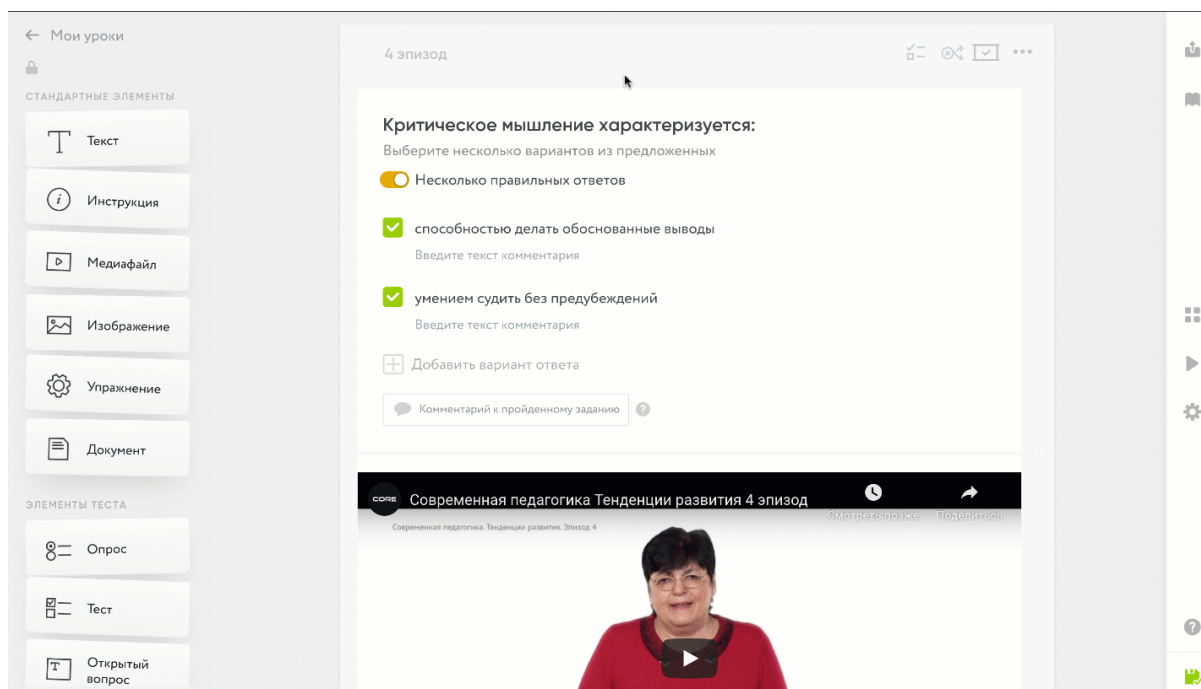 Мои уроки
СТАНДАРТНЫЕ ЭЛЕМЕНТЫ
Текст
Инструкция
Медиафайл
Изображение
Упражнение
Документ
ЭЛЕМЕНТЫ ТЕСТА
Опрос
Тест
Открытый
вопрос
4 эпизод
Критическое мышление характеризуется:
Выберите несколько вариантов из предложенных
Несколько правильных ответов
способностью делать обоснованные выводы
Введите текст комментария
умением судить без предубеждений
Введите текст комментария
Добавить вариант ответа
Комментарий к пройденному заданию
CORE
Современная педагогика Тенденции развития 4 эпизод
Смотреть позже
Поделиться
Современная педагогика. Тенденции развития. Эпизод 4